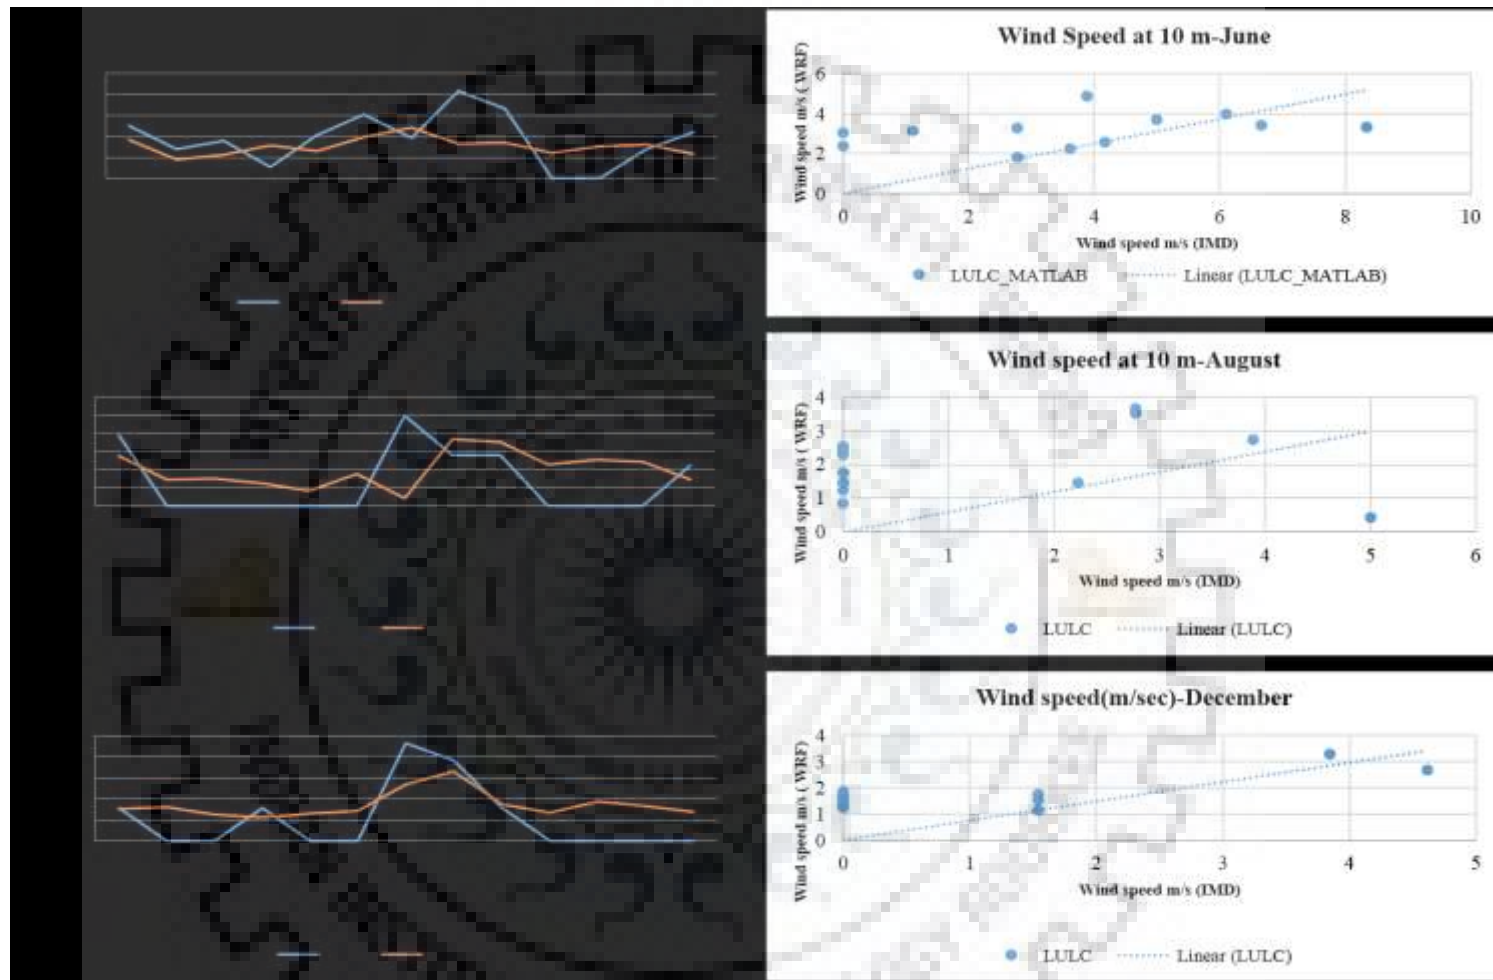 Wind Speed at 10 m-June
Wind speed m/s ( WRF)
6
4
2
0
0 2 4 6 8 10
Wind speed m/s (IMD)
LULC_MATLAB Linear (LULC_MATLAB)
Wind speed at 10 m-August
Wind speed m/s ( WRF)
4
3
2
1
0
0 1 2 3 4 5 6
Wind speed m/s (IMD)
LULC Linear (LULC)
Wind speed(m/sec)-December
Wind speed m/s ( WRF)
4
3
2
1
0
0 1 2 3 4 5
Wind speed m/s (IMD)
LULC Linear (LULC)